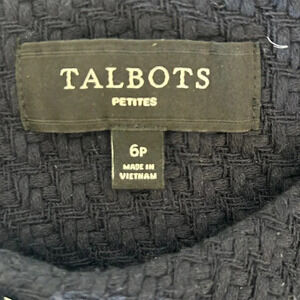 TALBOTS
PETITES
6P
MADE IN
VIETNAM